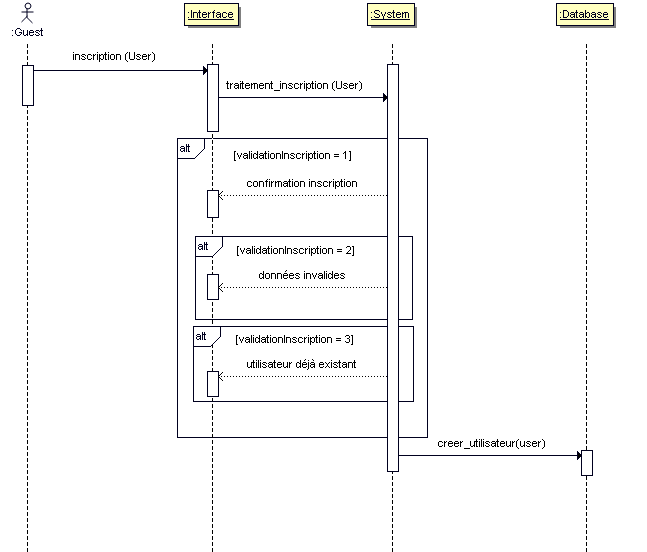 :Guest
:Interface
:System
:Database
inscription (User)
traitement_inscription (User)
alt
[validationInscription = 1]
confirmation inscription
alt
[validationInscription = 2]
données invalides
alt
[validationInscription = 3]
utilisateur déjà existant
creer_utilisateur(user)